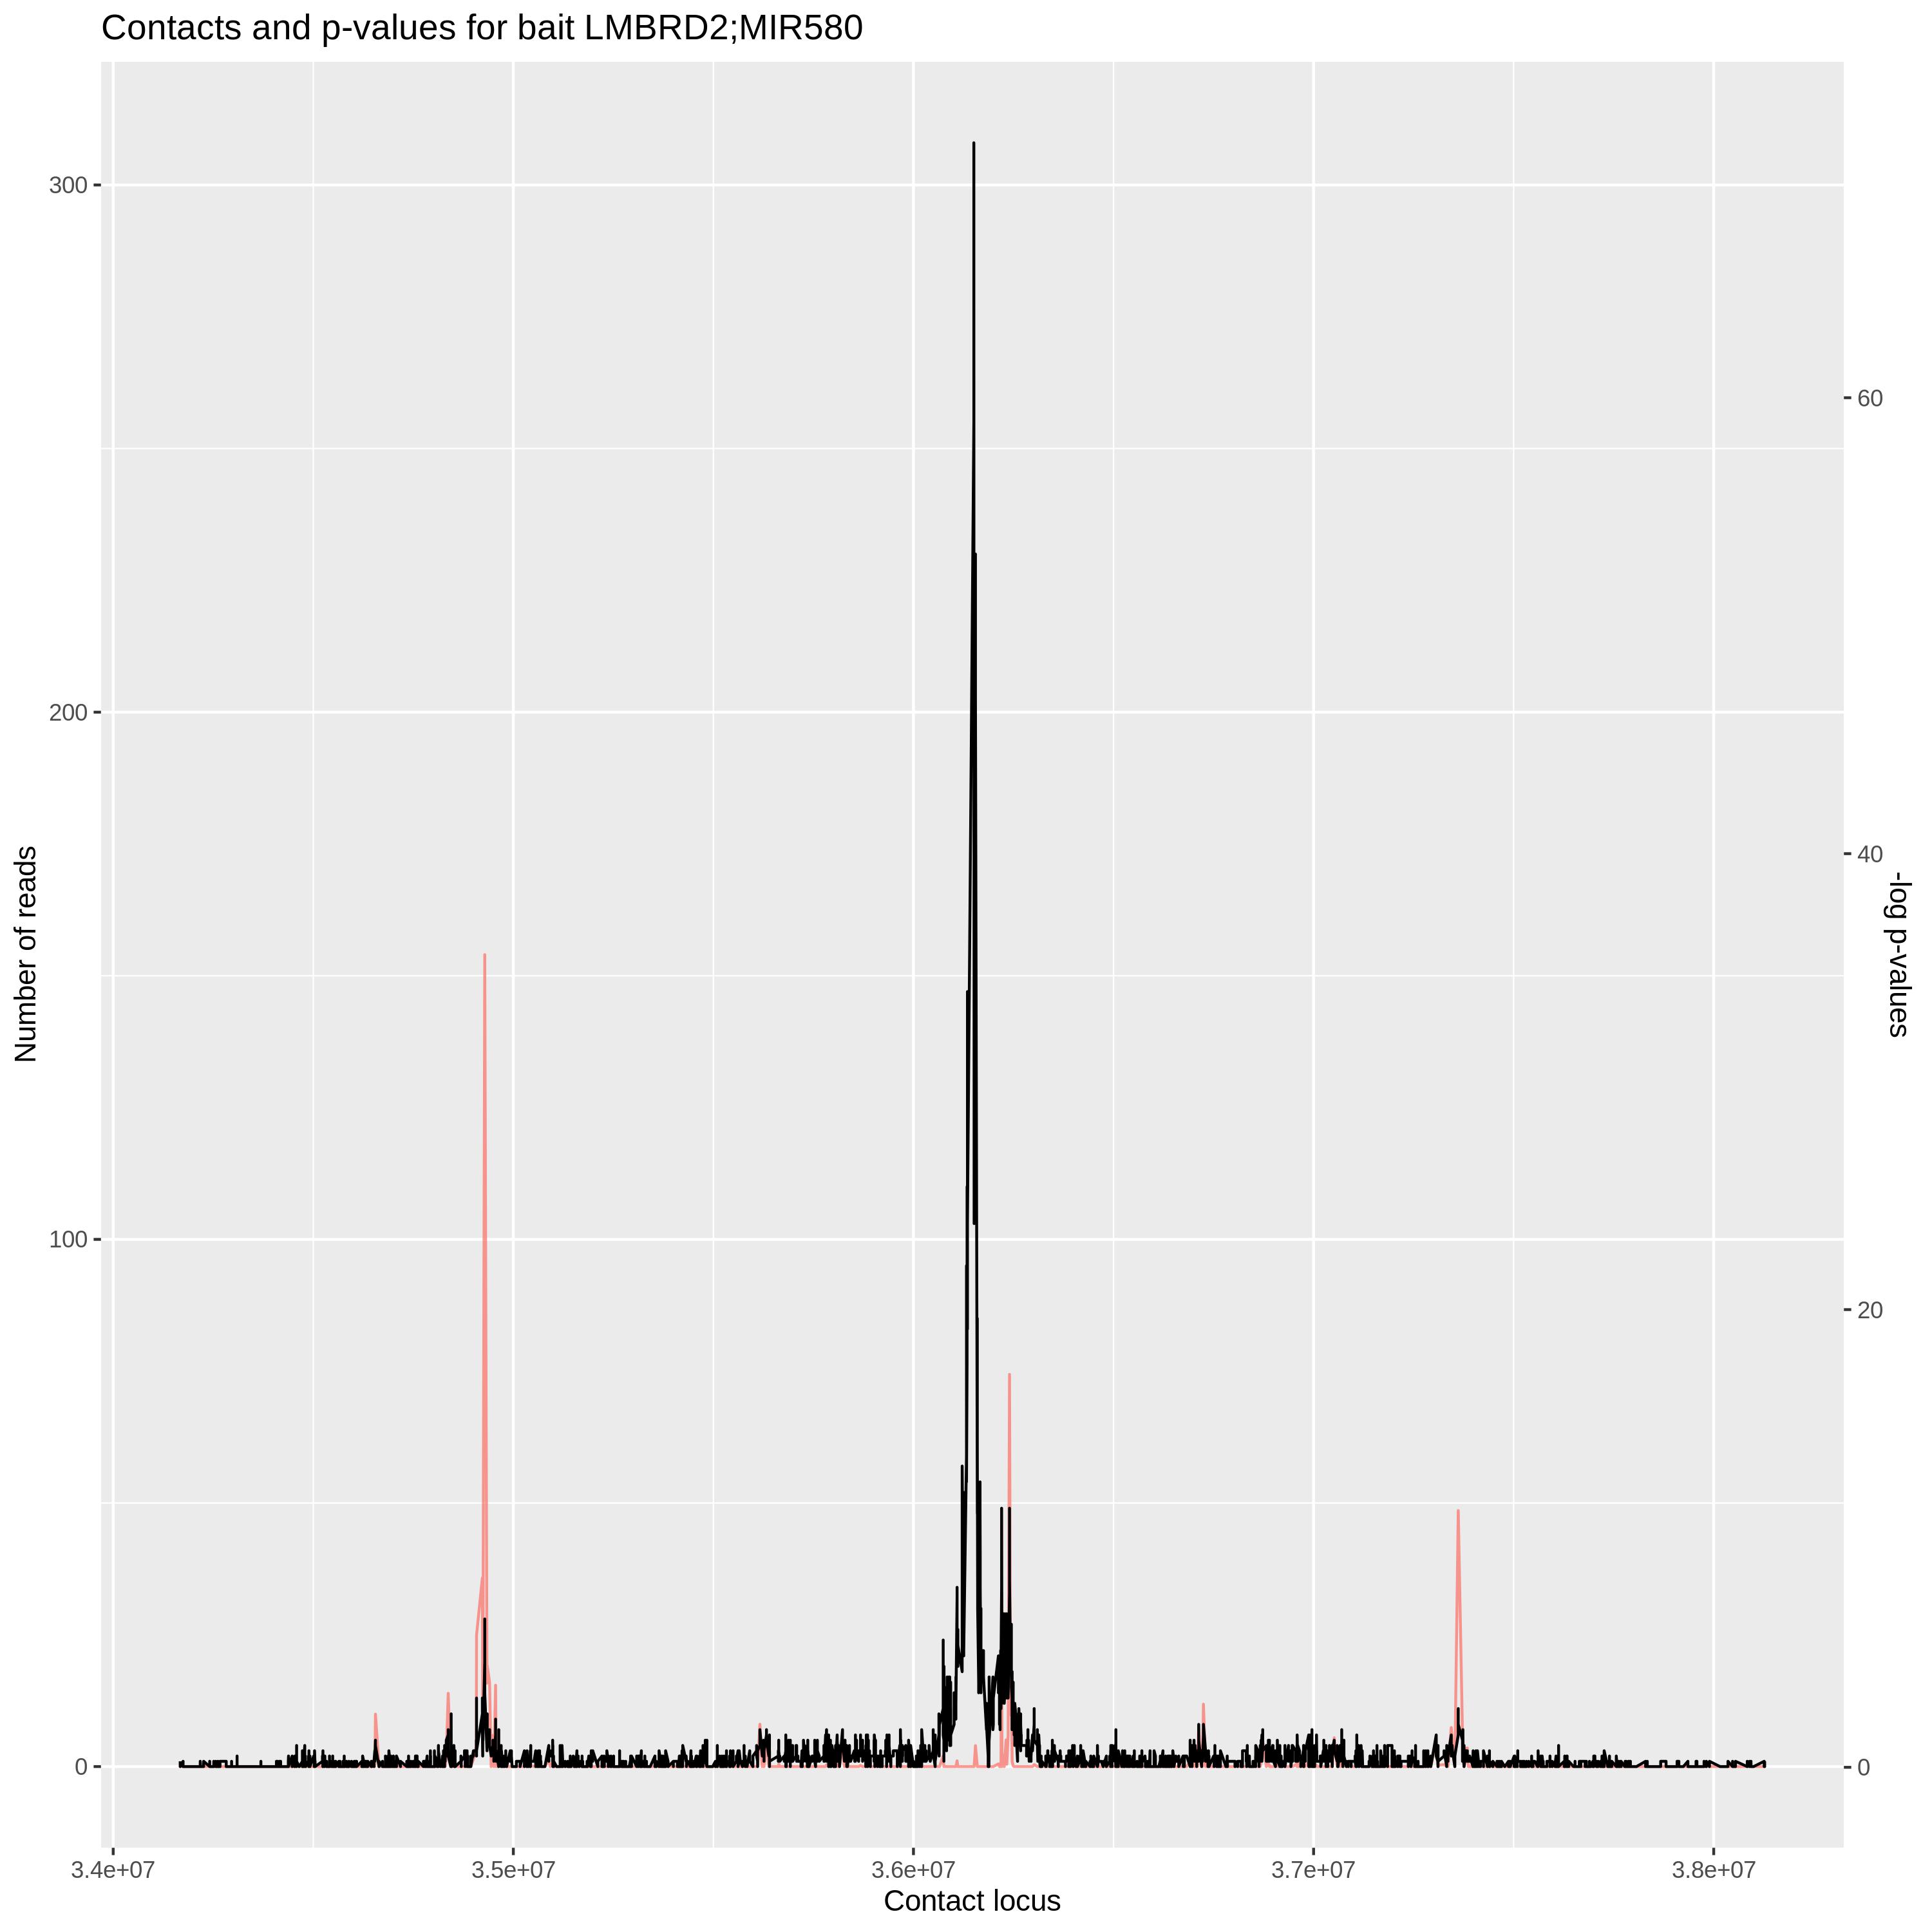 Contacts and p-values for bait LMBRD2;MIR580
300
200
100
0
Number of reads
60
40
20
0
-log p-values
3.4e+07
3.5e+07
3.6e+07
3.7e+07
3.8e+07
Contact locus